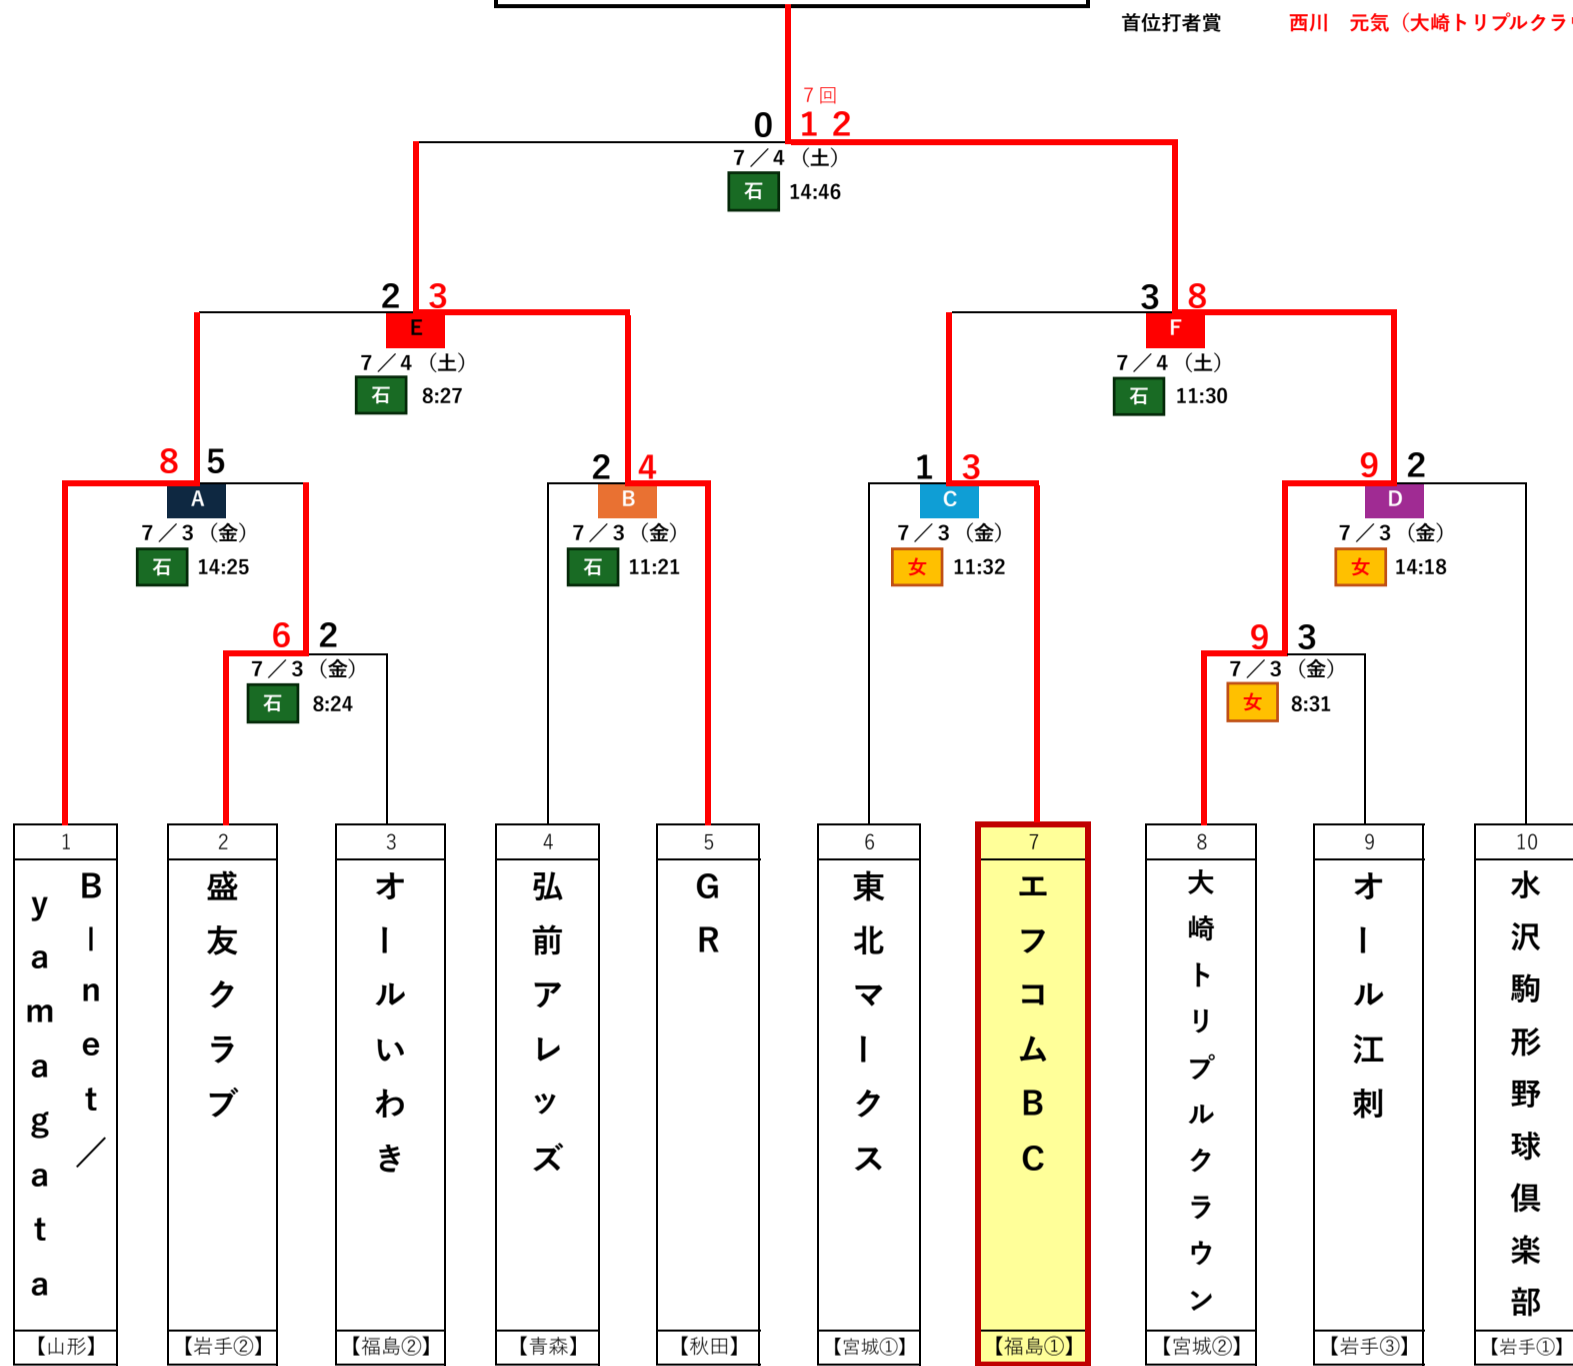 首位打者賞 西川 元気（大崎トリプルクラ
7回
0 12
7／4（土）
石 14:46
2 3
E
7／4（土）
石 8:27
3 8
F
7／4（土）
石 11:30
8 5
A
7／3（金）
石 14:25
2 4
B
7／3（金）
石 11:21
1 3
C
7／3（金）
女 11:32
9 2
D
7／3（金）
女 14:18
6 2
7／3（金）
石 8:24
9 3
7／3（金）
女 8:31
1
Bーnet／
yamagata
【山形】
2
盛友クラブ
【岩手②】
3
オールいわき
【福島②】
4
弘前アレッズ
【青森】
5
GR
【秋田】
6
東北マークス
【宮城①】
7
エフコムBC
【福島①】
8
大崎トリプルクラウン
【宮城②】
9
オール江刺
【岩手③】
10
水沢駒形野球倶楽部
【岩手①】